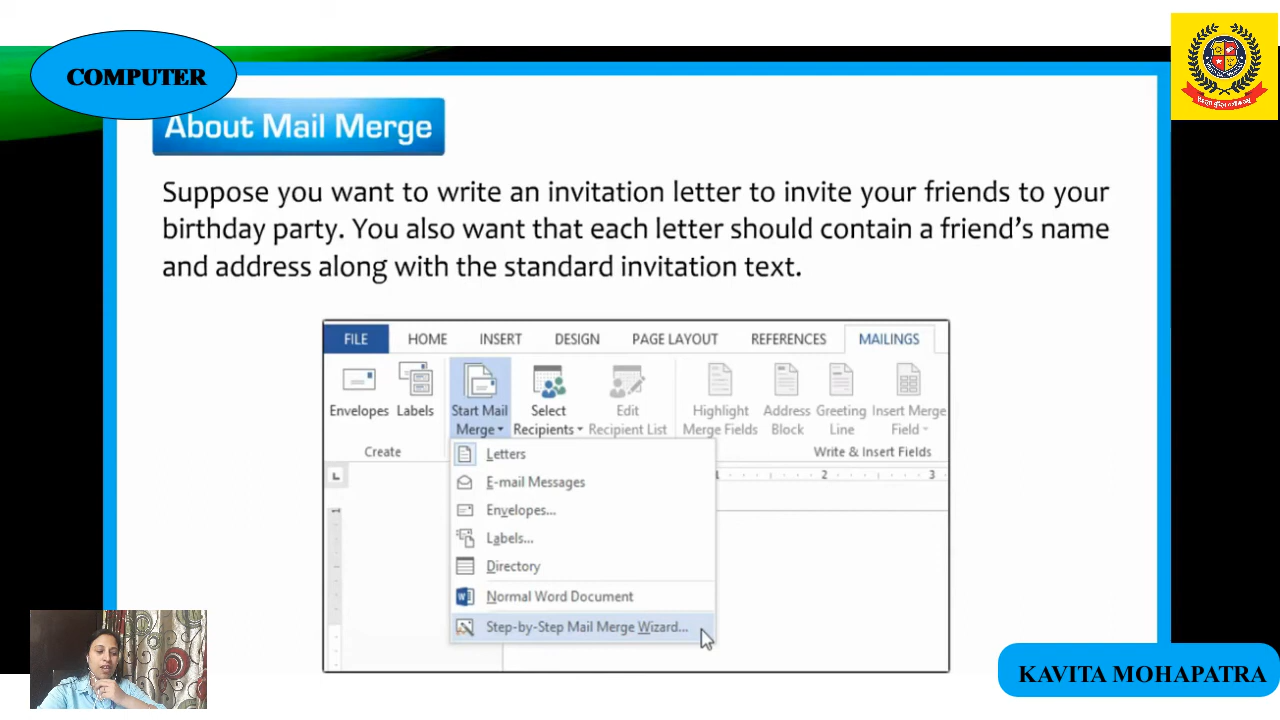 COMPUTER
About Mail Merge
Suppose you want to write an invitation letter to invite your friends to your
birthday party. You also want that each letter should contain a friend's name
and address along with the standard invitation text.
FILE HOME INSERT DESIGN PAGE LAYOUT REFERENCES MAILINGS
Envelopes Labels Start Mail Select Edit Highlight Address Greeting Insert Merge
Merge Recipients Recipient List Merge Fields Block Line Field
Create Write & Insert Fields
L
1 2 3
Letters
E-mail Messages
Envelopes...
Labels...
Directory
Normal Word Document
Step-by-Step Mail Merge Wizard...
KAVITA MOHAPATRA